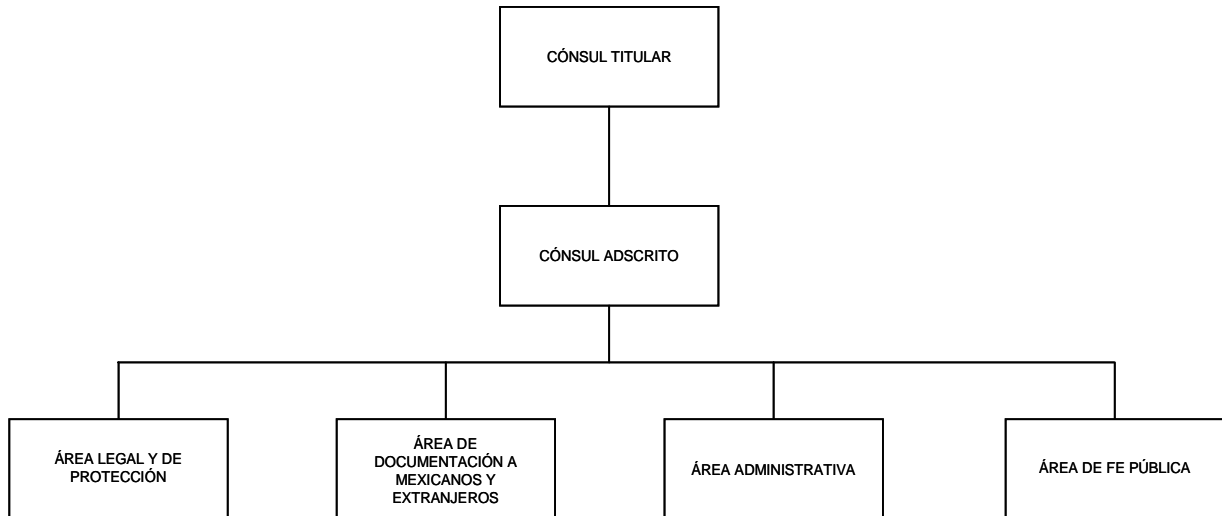 CÓNSUL TITULAR
CÓNSUL ADSCRITO
ÁREA LEGAL Y DE
PROTECCIÓN
ÁREA DE
DOCUMENTACIÓN A
MEXICANOS Y
EXTRANJEROS
ÁREA ADMINISTRATIVA
ÁREA DE FE PÚBLICA